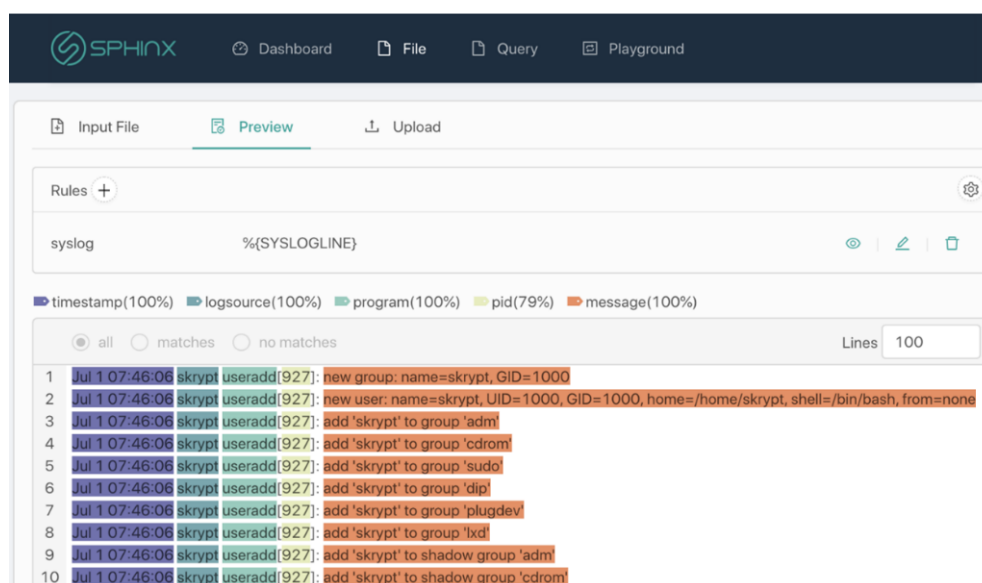 SPHINX Dashboard File Query Playground
Input File Preview Upload
Rules +
syslog %{SYSLOGLINE}
timestamp(100%) logsource(100%) program(100%) pid(79%) message(100%)
all matches no matches Lines 100
1 Jul 1 07:46:06 skrypt useradd[927]: new group: name=skrypt, GID=1000
2 Jul 1 07:46:06 skrypt useradd[927]: new user: name=skrypt, UID=1000, GID=1000, home=/home/skrypt, shell=/bin/bash, from=none
3 Jul 1 07:46:06 skrypt useradd[927]: add 'skrypt' to group 'adm'
4 Jul 1 07:46:06 skrypt useradd[927]: add 'skrypt' to group 'cdrom'
5 Jul 1 07:46:06 skrypt useradd[927]: add 'skrypt' to group 'sudo'
6 Jul 1 07:46:06 skrypt useradd[927]: add 'skrypt' to group 'dip'
7 Jul 1 07:46:06 skrypt useradd[927]: add 'skrypt' to group 'plugdev'
8 Jul 1 07:46:06 skrypt useradd[927]: add 'skrypt' to group 'lxd'
9 Jul 1 07:46:06 skrypt useradd[927]: add 'skrypt' to shadow group 'adm'
10 Jul 1 07:46:06 skrypt useradd[927]: add 'skrypt' to shadow group 'cdrom'